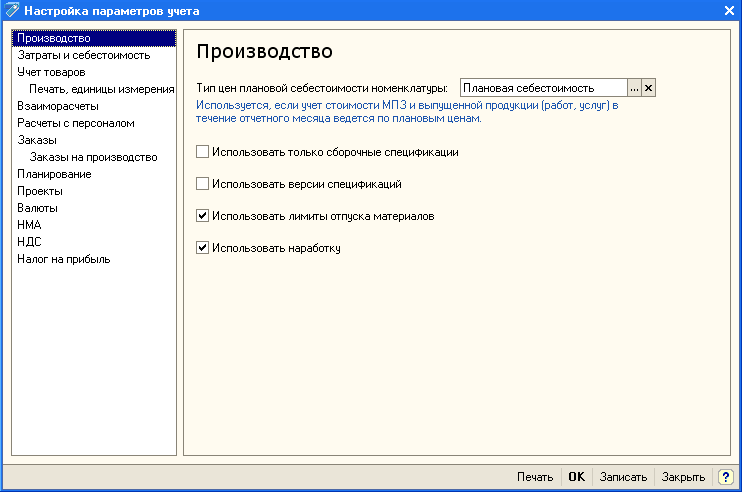 Настройка параметров учета
Производство
Затраты и себестоимость
Учет товаров
Печать, единицы измерения
Взаиморасчеты
Расчеты с персоналом
Заказы
Заказы на производство
Планирование
Проекты
Валюты
НМА
НДС
Налог на прибыль
Производство
Тип цен плановой себестоимости номенклатуры: Плановая себестоимость ... ×
Используется, если учет стоимости МПЗ и выпущенной продукции (работ, услуг) в
течение отчетного месяца ведется по плановым ценам.
Использовать только сборочные спецификации
Использовать версии спецификаций
Использовать лимиты отпуска материалов
Использовать наработку
Печать OK Записать Закрыть ?